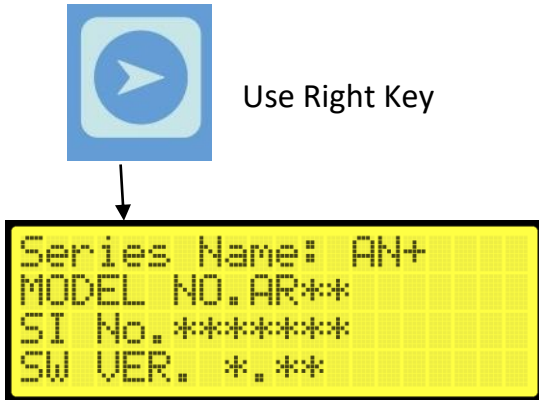 Use Right Key
Series Name: AN+
MODEL NO.AR**
SI No.*******
SW VER. *.**